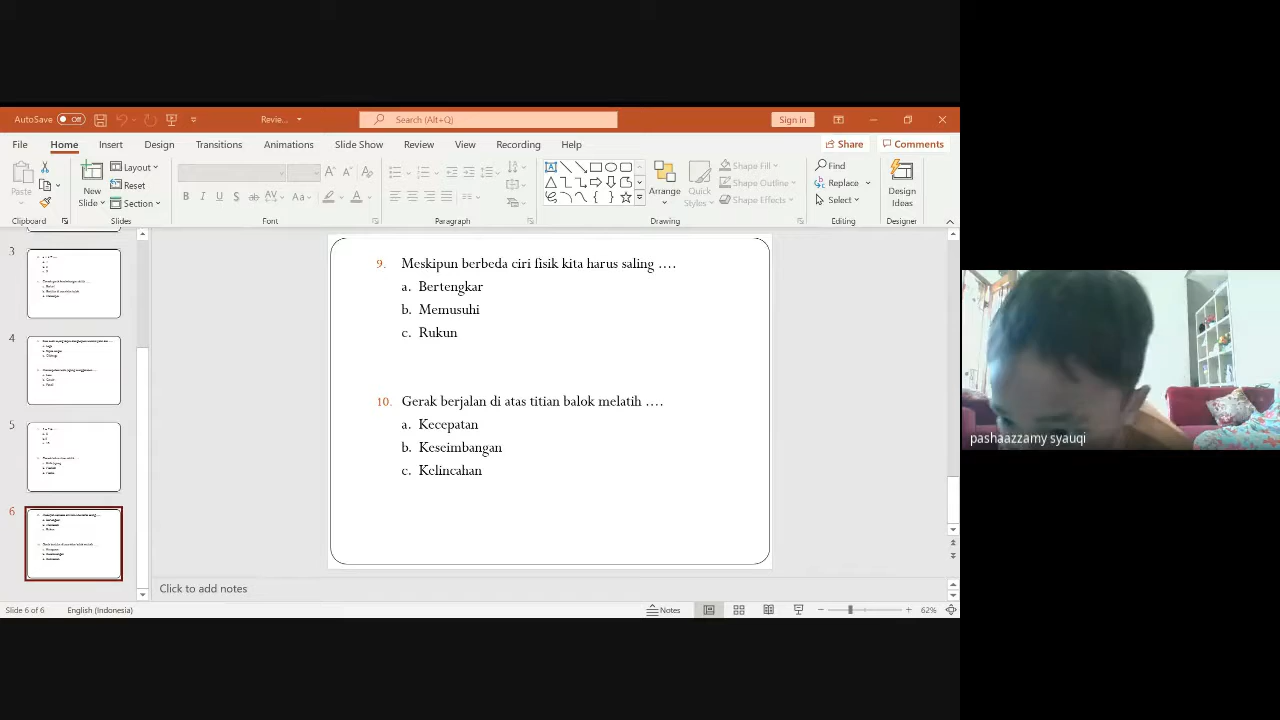 AutoSave Off Revie... Search (Alt+Q) Sign in
File Home Insert Design Transitions Animations Slide Show Review View Recording Help Share Comments
Paste New Slide Layout Reset Section Arrange Quick Styles Shape Fill Shape Outline Shape Effects Find Replace Select Design Ideas
Clipboard Slides Font Paragraph Drawing Editing Designer
3
4
5
6
9. Meskipun berbeda ciri fisik kita harus saling ....
a. Bertengkar
b. Memusuhi
c. Rukun
10. Gerak berjalan di atas titian balok melatih ....
a. Kecepatan
b. Keseimbangan
c. Kelincahan
Click to add notes
Slide 6 of 6 English (Indonesia) Notes 62%
pashaazzamy syauqi